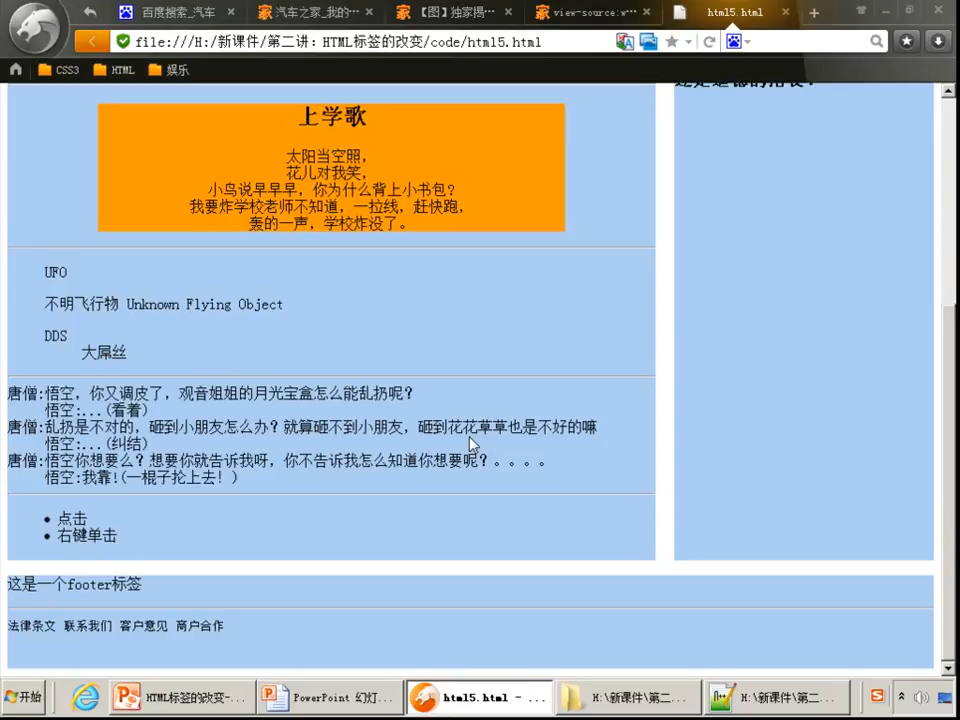 百度搜索_汽车
汽车之家_我的···
【图】独家揭···
view-source:w···
html5.html
file:///H:/新课件/第二讲：HTML标签的改变/code/html5.html
CSS3
HTML
娱乐
上学歌
太阳当空照，
花儿对我笑，
小鸟说早早早，你为什么背上小书包？
我要炸学校老师不知道，一拉线，赶快跑，
轰的一声，学校炸没了。
UFO
不明飞行物 Unknown Flying Object
DDS
大屌丝
唐僧:悟空，你又调皮了，观音姐姐的月光宝盒怎么能乱扔呢？
悟空:...(看着)
唐僧:乱扔是不对的，砸到小朋友怎么办？就算砸不到小朋友，砸到花花草草也是不好的嘛
悟空:...(纠结)
唐僧:悟空你想要么？想要你就告诉我呀，你不告诉我怎么知道你想要呢？。。。。
悟空:我靠!(一棍子抡上去！)
• 点击
• 右键单击
这是一个footer标签
法律条文 联系我们 客户意见 商户合作
开始
HTML标签的改变-...
PowerPoint 幻灯...
html5.html - ...
H:\新课件\第二...
H:\新课件\第二...